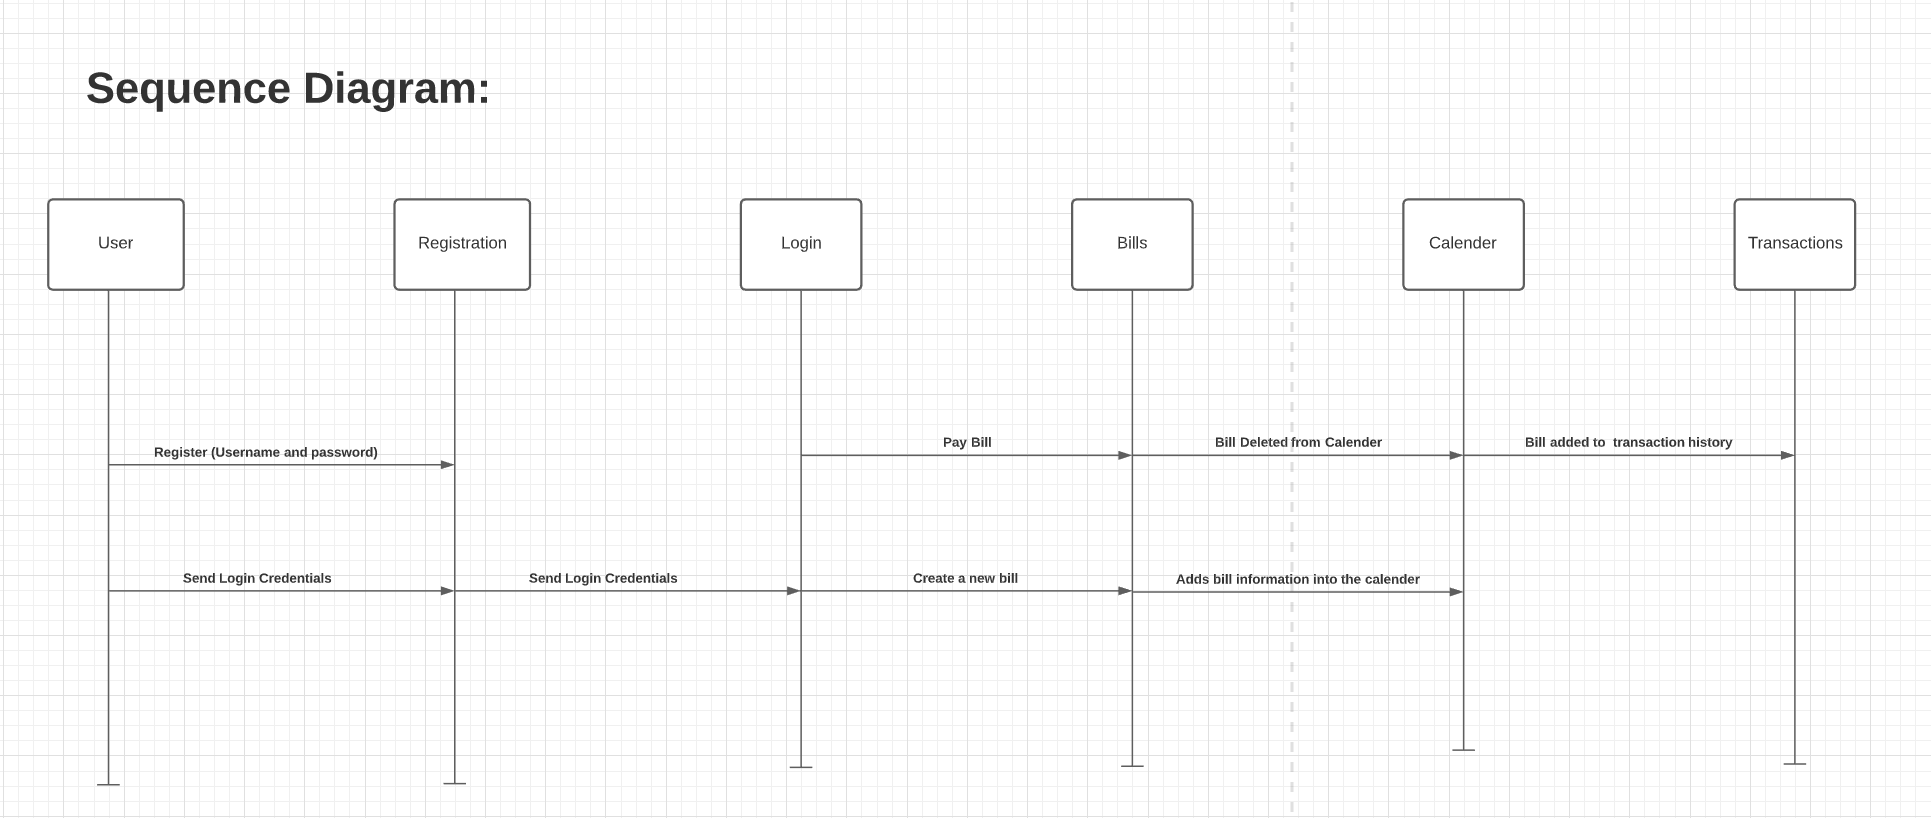 Sequence Diagram:
User
Registration
Login
Bills
Calender
Transactions
Pay Bill
Bill Deleted from Calender
Bill added to  transaction history
Register (Username and password)
Send Login Credentials
Send Login Credentials
Create a new bill
Adds bill information into the calender